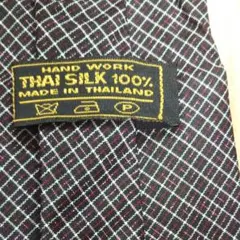 HAND WORK
THAI SILK 100%
MADE IN THAILAND
P